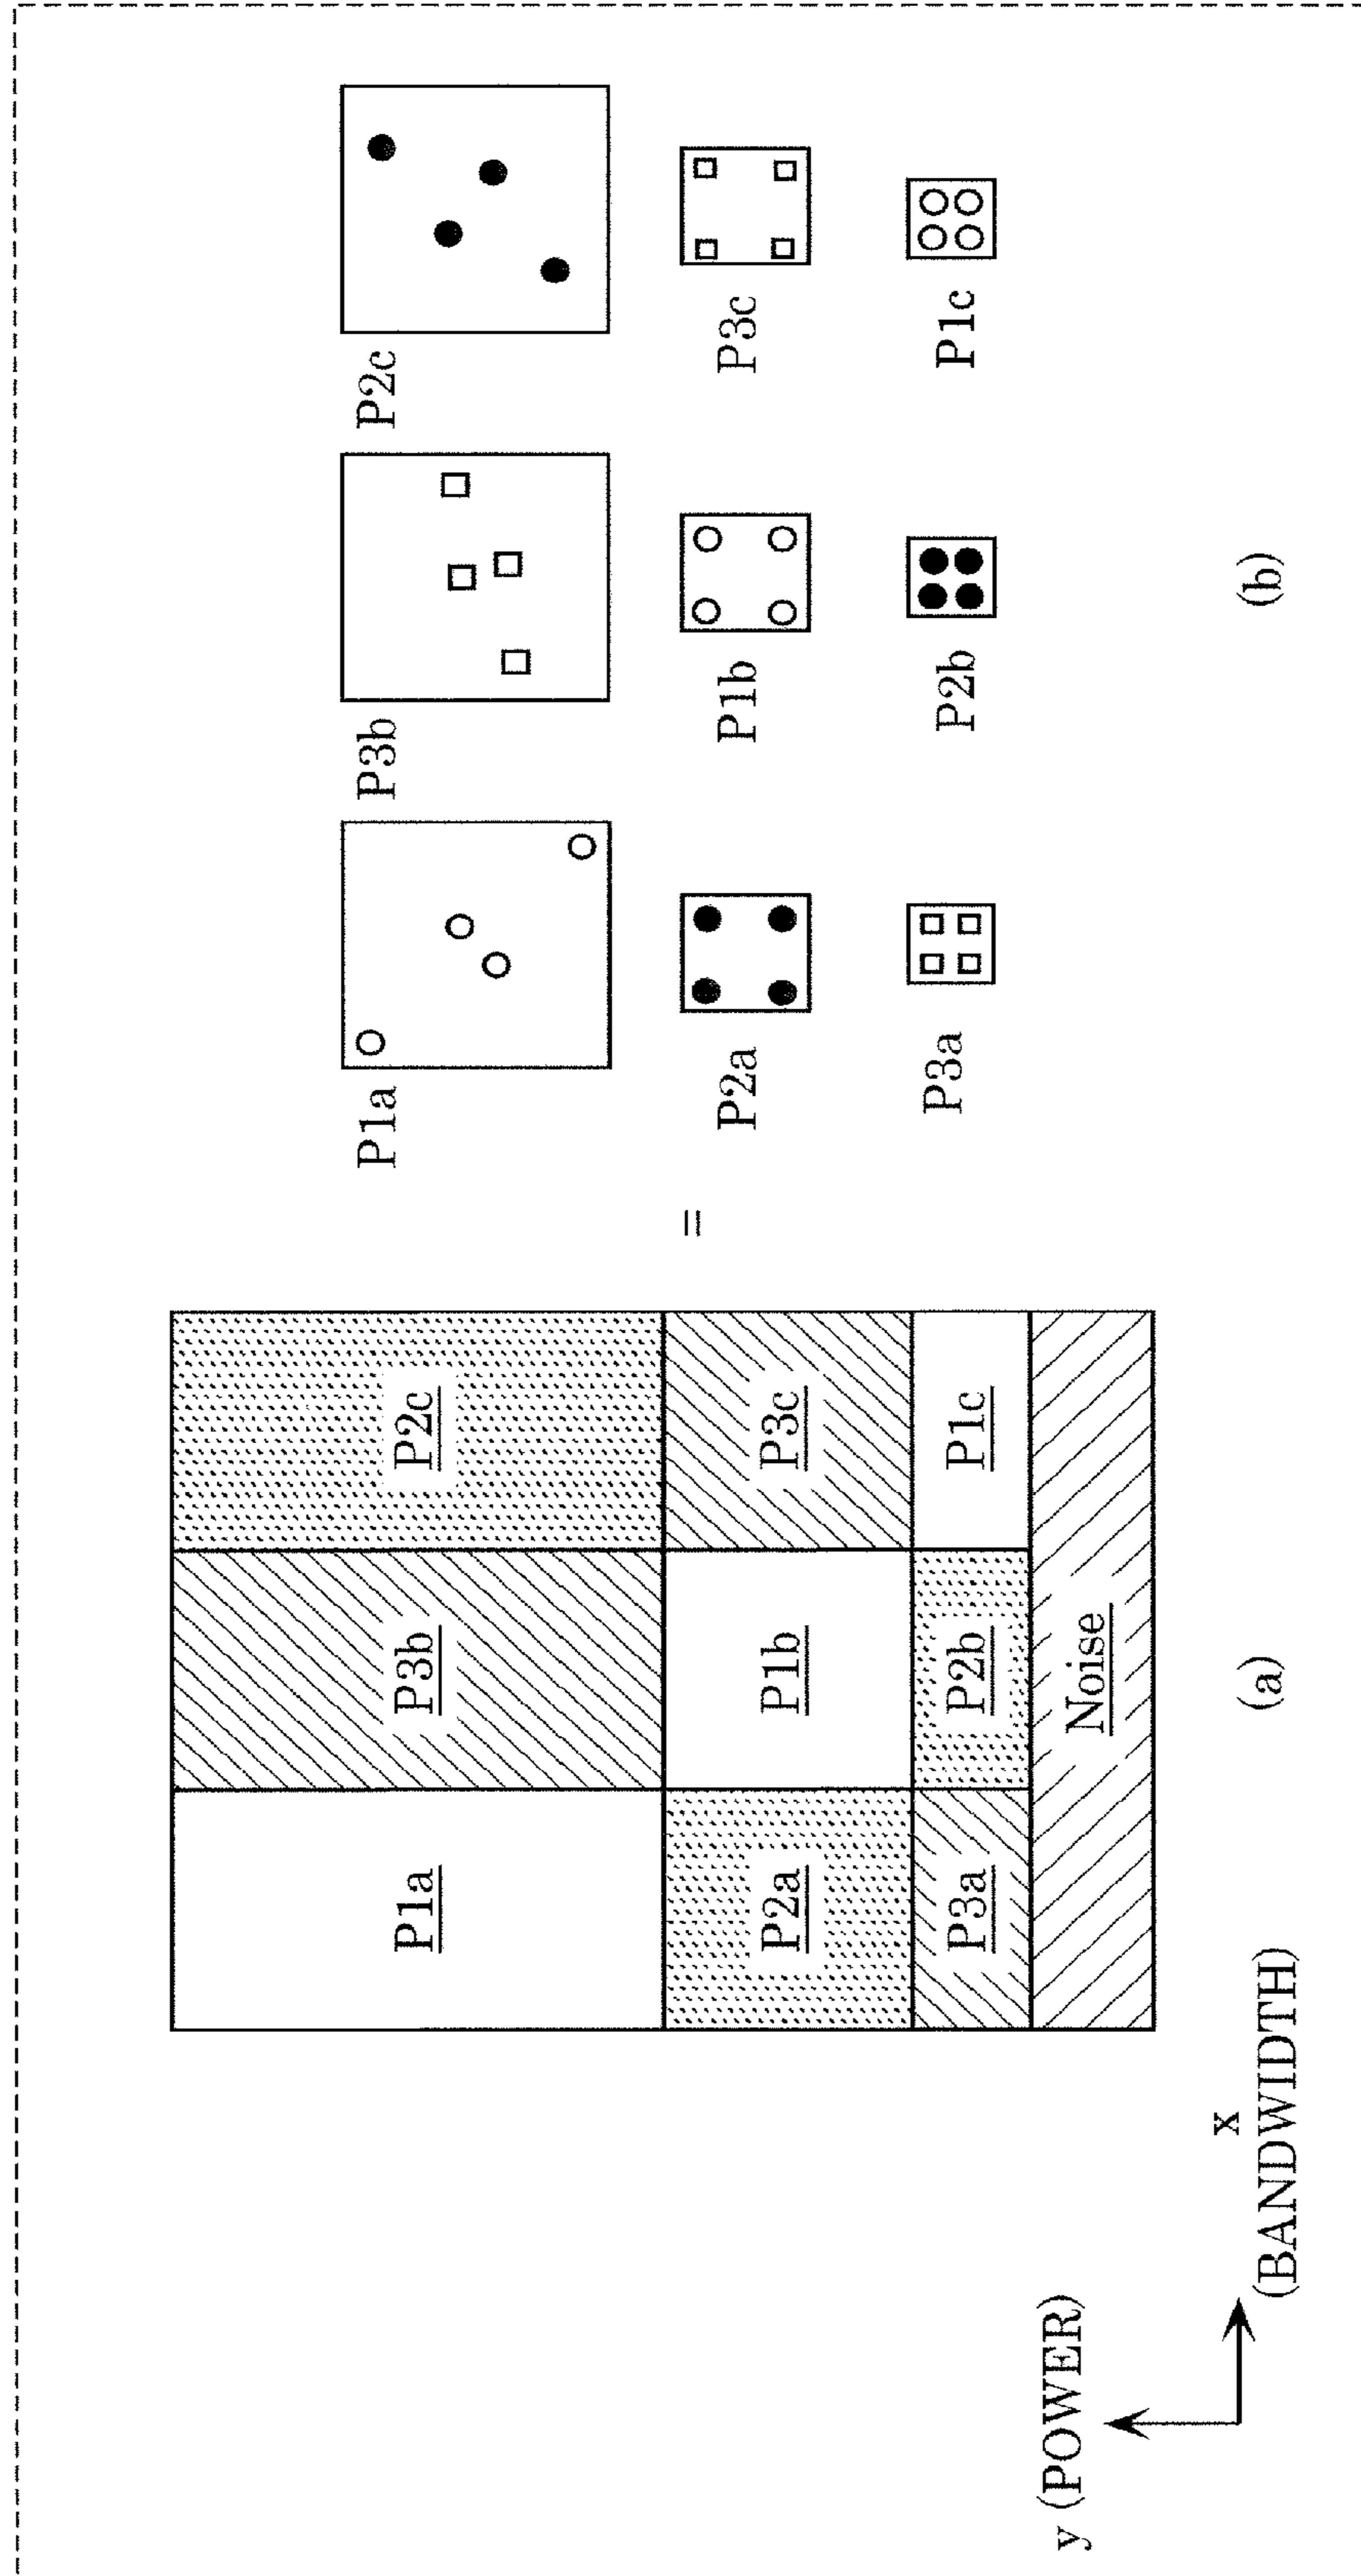 P1a P3b P2c
P2a P1b P3c
P3a P2b P1c
Noise
y (POWER)
x
(BANDWIDTH)
(a)
=
P1a P3b P2c
P2a P1b P3c
P3a P2b P1c
(b)